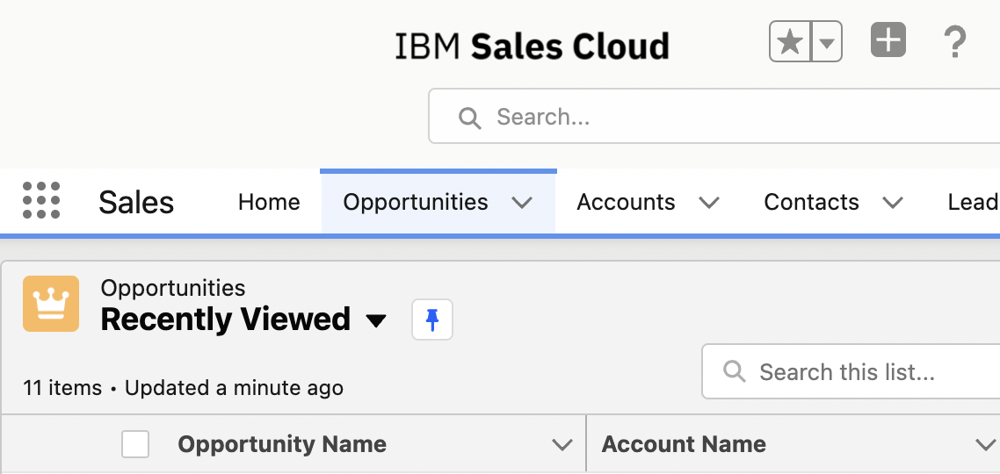 IBM Sales Cloud
?
Search...
Sales Home Opportunities Accounts Contacts Lead
Opportunities
Recently Viewed
11 items • Updated a minute ago
Search this list...
Opportunity Name Account Name